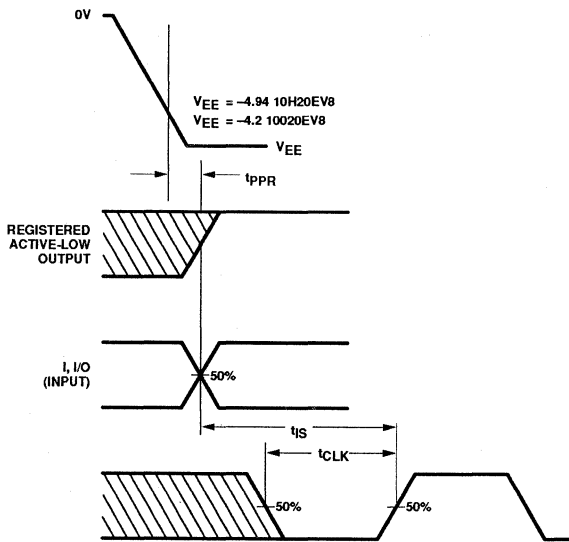 0V
VEE = –4.94 10H20EV8
VEE = –4.2 10020EV8
VEE
tPPR
REGISTERED
ACTIVE-LOW
OUTPUT
I, I/O
(INPUT)
50%
tIS
tCLK
50%
50%